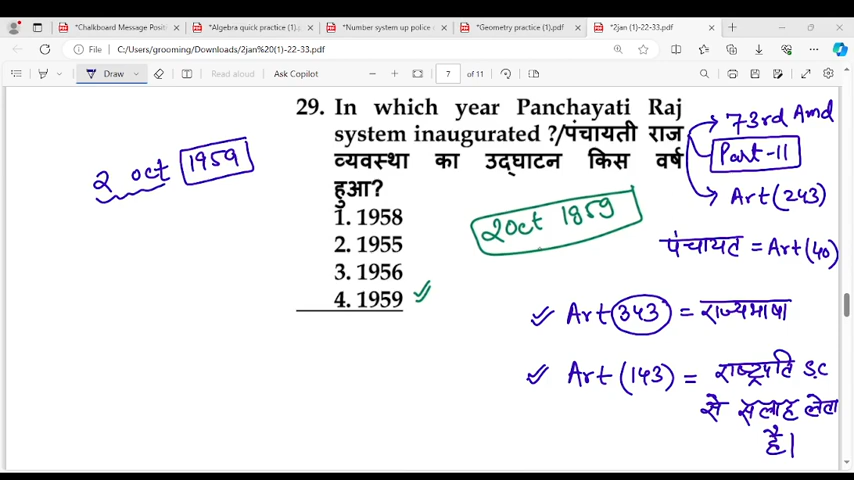 *Chalkboard Message Posit
*Algebra quick practice (1).p
*Number system up police
*Geometry practice (1).pdf
*2jan (1)-22-33.pdf
File
C:/Users/grooming/Downloads/2jan%20(1)-22-33.pdf
Draw
Read aloud
Ask Copilot
7 of 11
29. In which year Panchayati Raj
system inaugurated ?/पंचायती राज
व्यवस्था का उद्घाटन किस वर्ष
हुआ?
1. 1958
2. 1955
3. 1956
4. 1959
2 oct 1959
2 Oct 1859
73rd Amd
Part-11
Art(243)
पंचायत = Art(40)
Art(343) = राज्यभाषा
Art(143) = राष्ट्रपति S.C
से सलाह लेता
है।